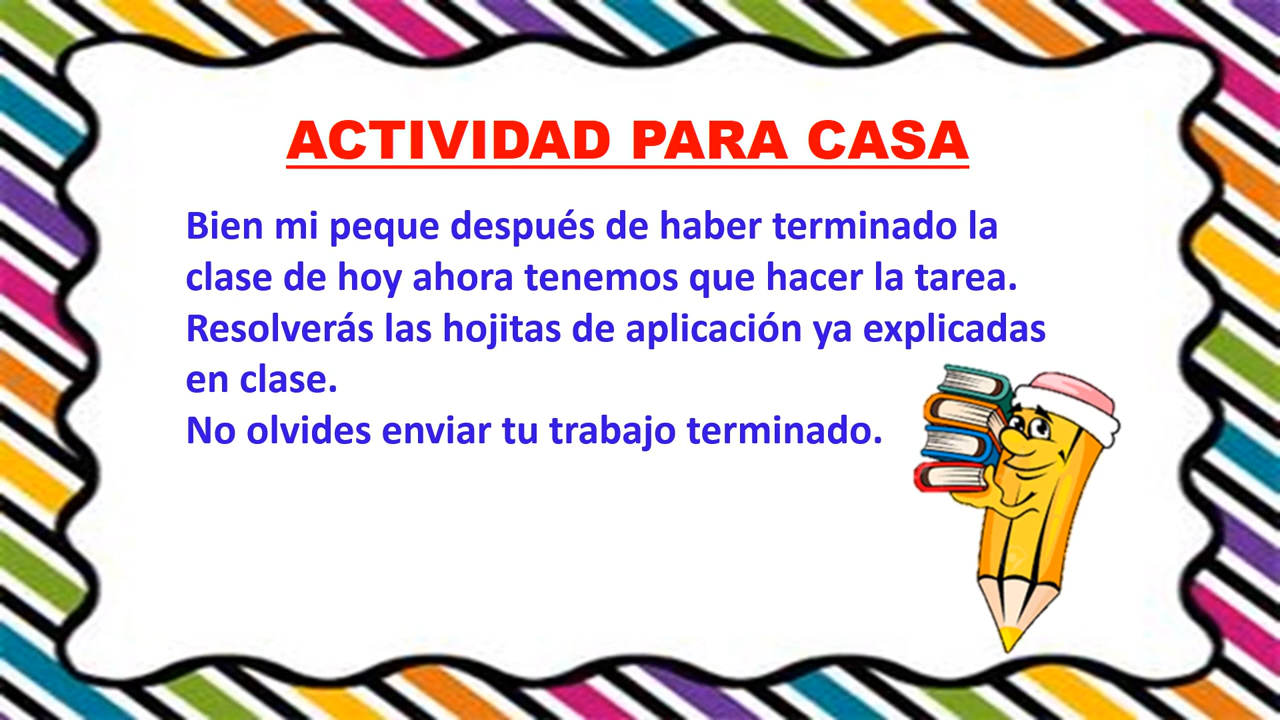 ACTIVIDAD PARA CASA
Bien mi peque después de haber terminado la
clase de hoy ahora tenemos que hacer la tarea.
Resolverás las hojitas de aplicación ya explicadas
en clase.
No olvides enviar tu trabajo terminado.